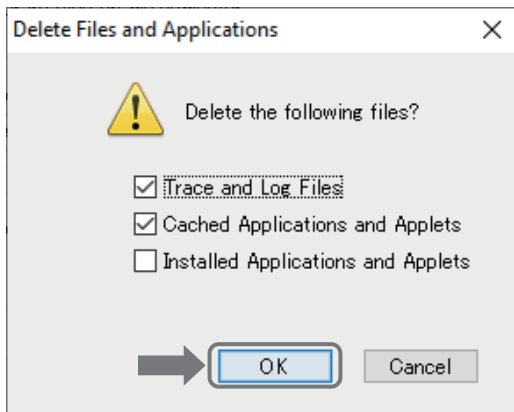 Delete Files and Applications
Delete the following files?
Trace and Log Files
Cached Applications and Applets
Installed Applications and Applets
OK Cancel